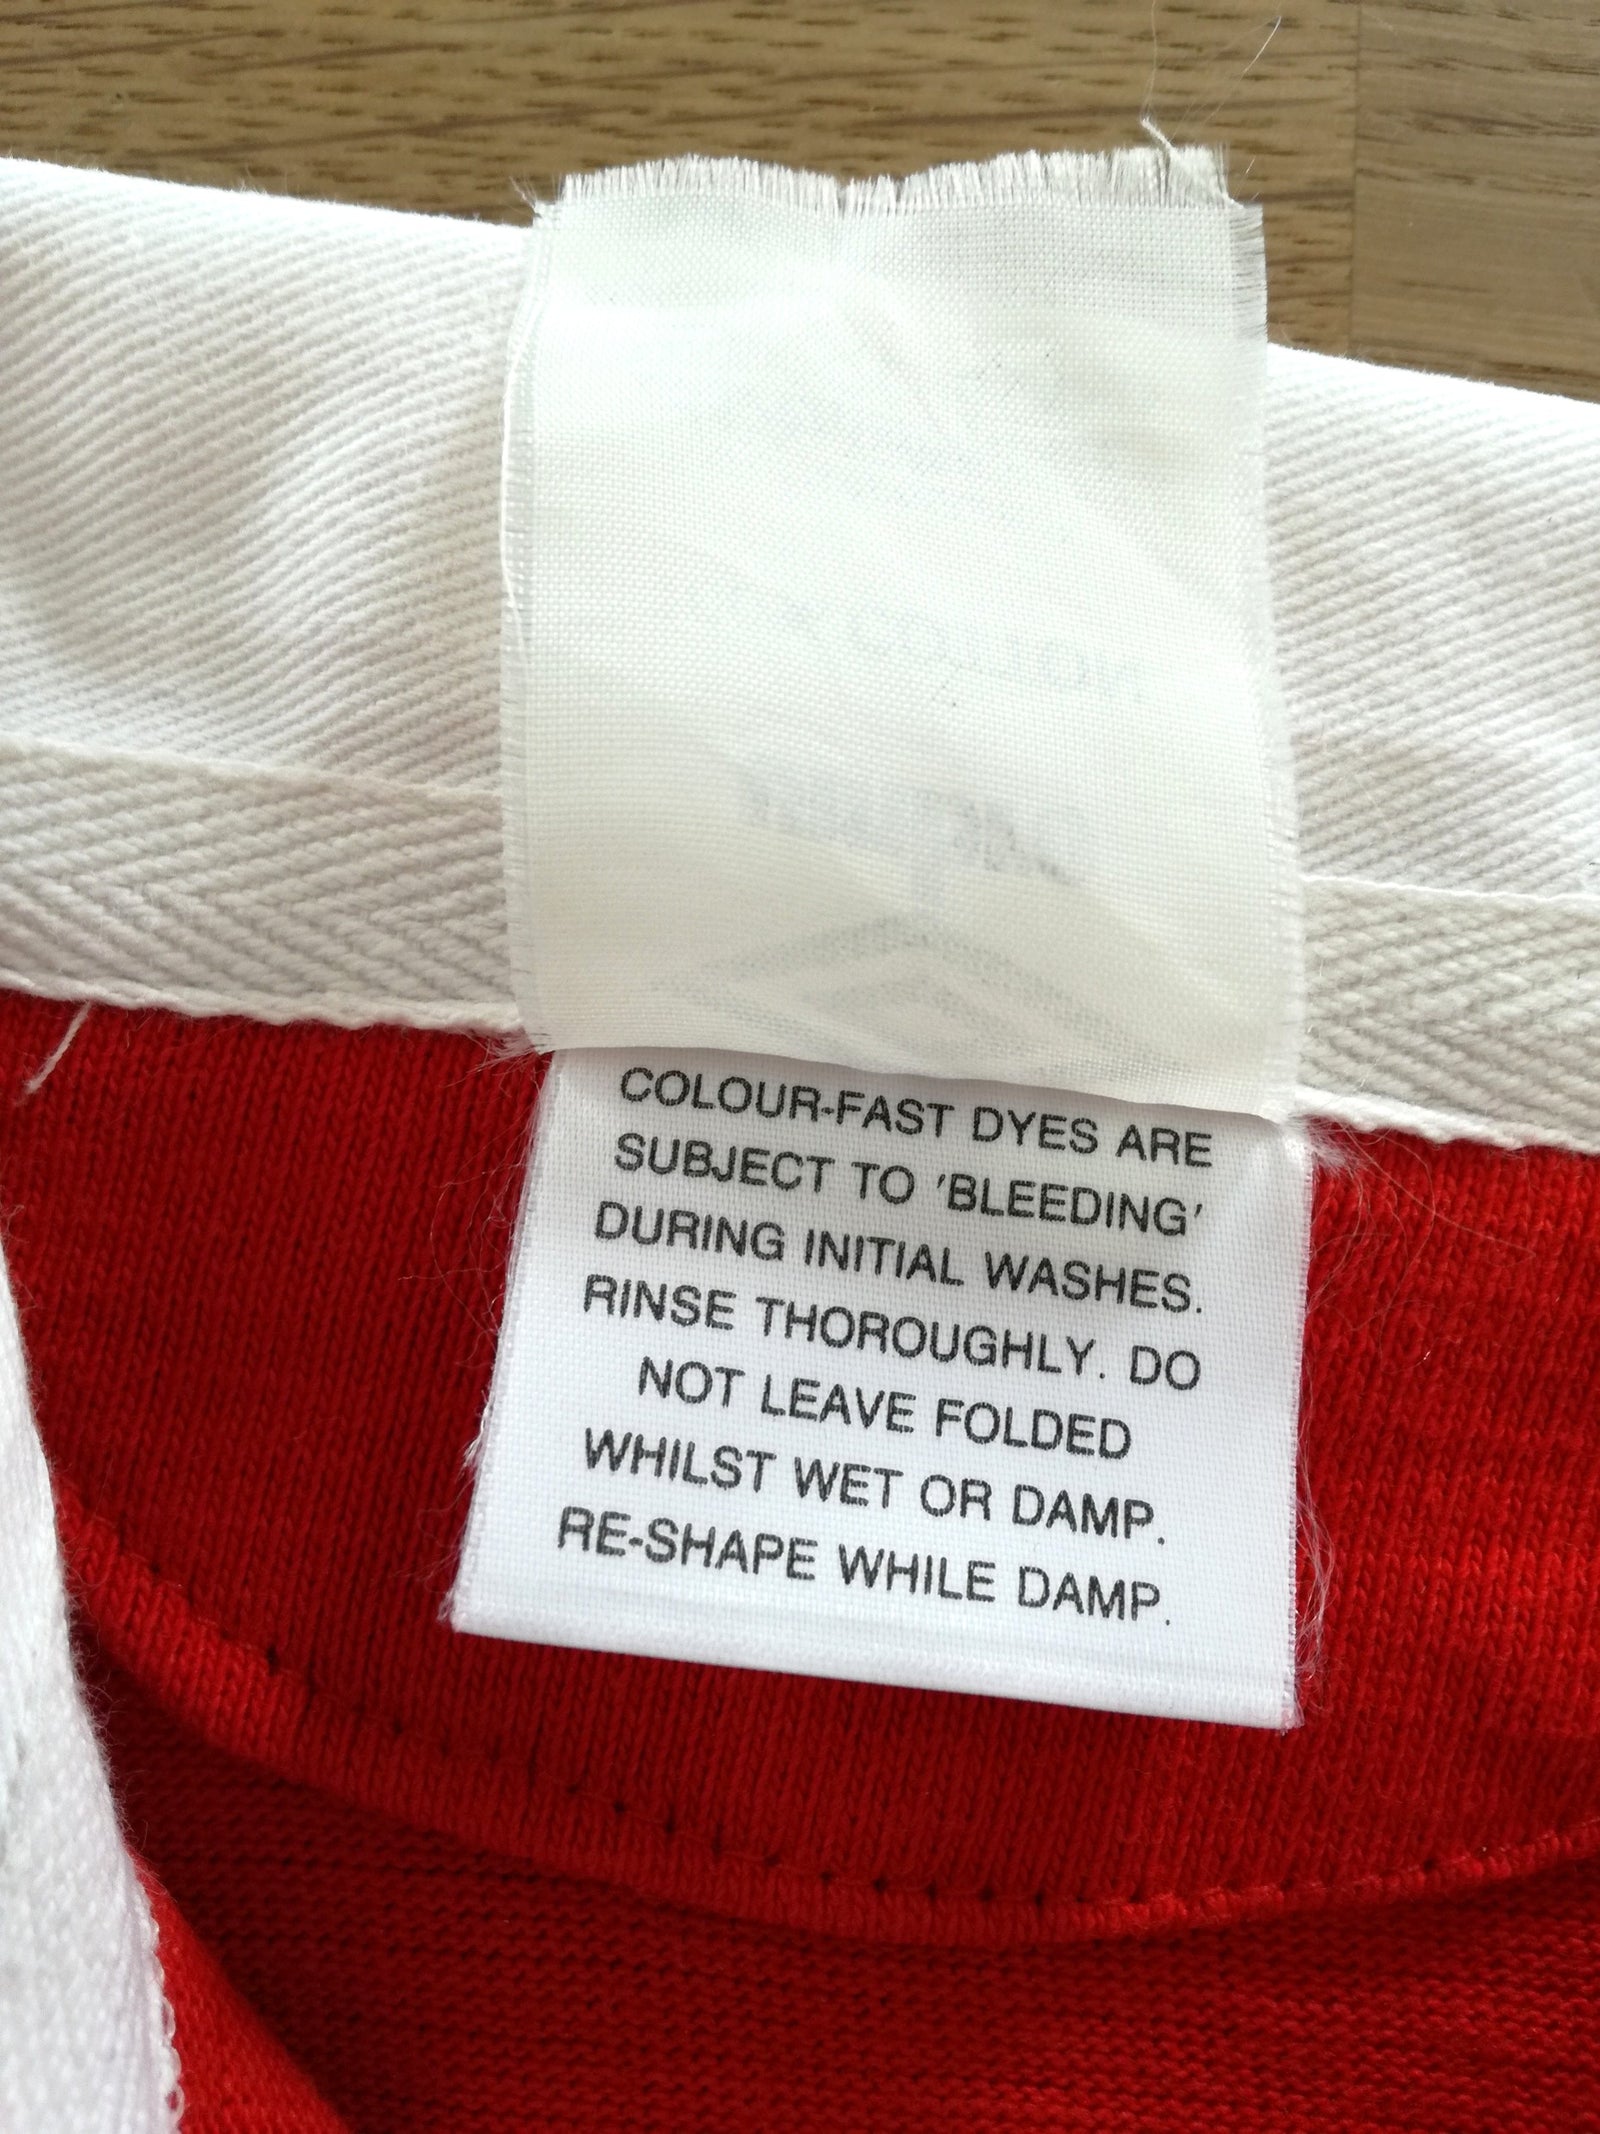 COLOUR-FAST DYES ARE
SUBJECT TO 'BLEEDING'
DURING INITIAL WASHES.
RINSE THOROUGHLY. DO
NOT LEAVE FOLDED
WHILST WET OR DAMP.
RE-SHAPE WHILE DAMP.